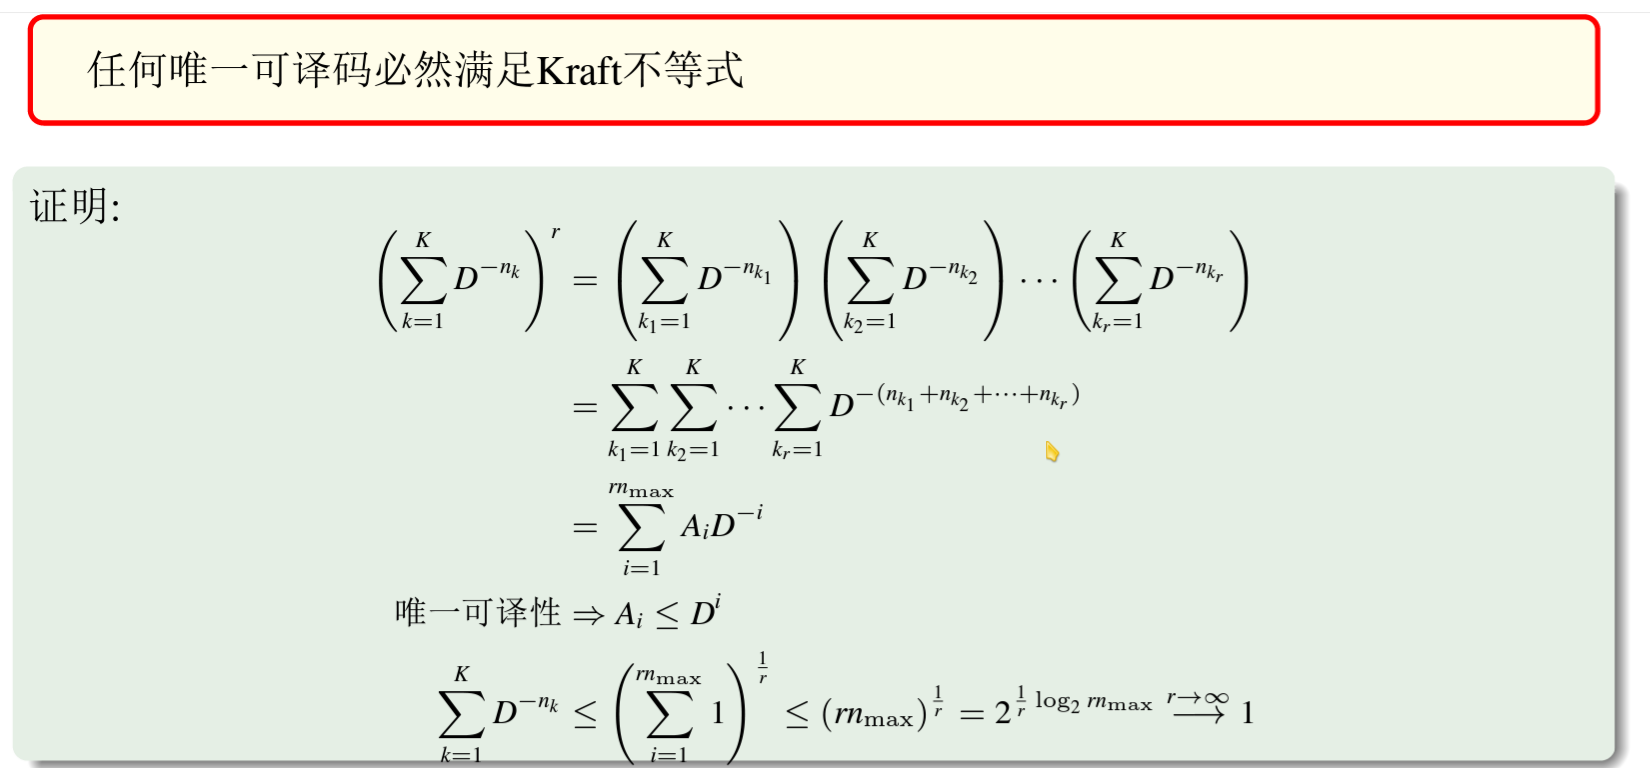 任何唯一可译码必然满足Kraft不等式
证明:
$\left(\sum_{k=1}^{K} D^{-n_k}\right)^r = \left(\sum_{k_1=1}^{K} D^{-n_{k_1}}\right)\left(\sum_{k_2=1}^{K} D^{-n_{k_2}}\right)\cdots\left(\sum_{k_r=1}^{K} D^{-n_{k_r}}\right)$
$= \sum_{k_1=1}^{K}\sum_{k_2=1}^{K}\cdots\sum_{k_r=1}^{K} D^{-(n_{k_1}+n_{k_2}+\cdots+n_{k_r})}$
$= \sum_{i=1}^{rn_{\max}} A_i D^{-i}$
唯一可译性 $\Rightarrow A_i \leq D^i$
$\sum_{k=1}^{K} D^{-n_k} \leq \left(\sum_{i=1}^{rn_{\max}} 1\right)^{\frac{1}{r}} \leq (rn_{\max})^{\frac{1}{r}} = 2^{\frac{1}{r}\log_2 rn_{\max}} \stackrel{r\to\infty}{\longrightarrow} 1$